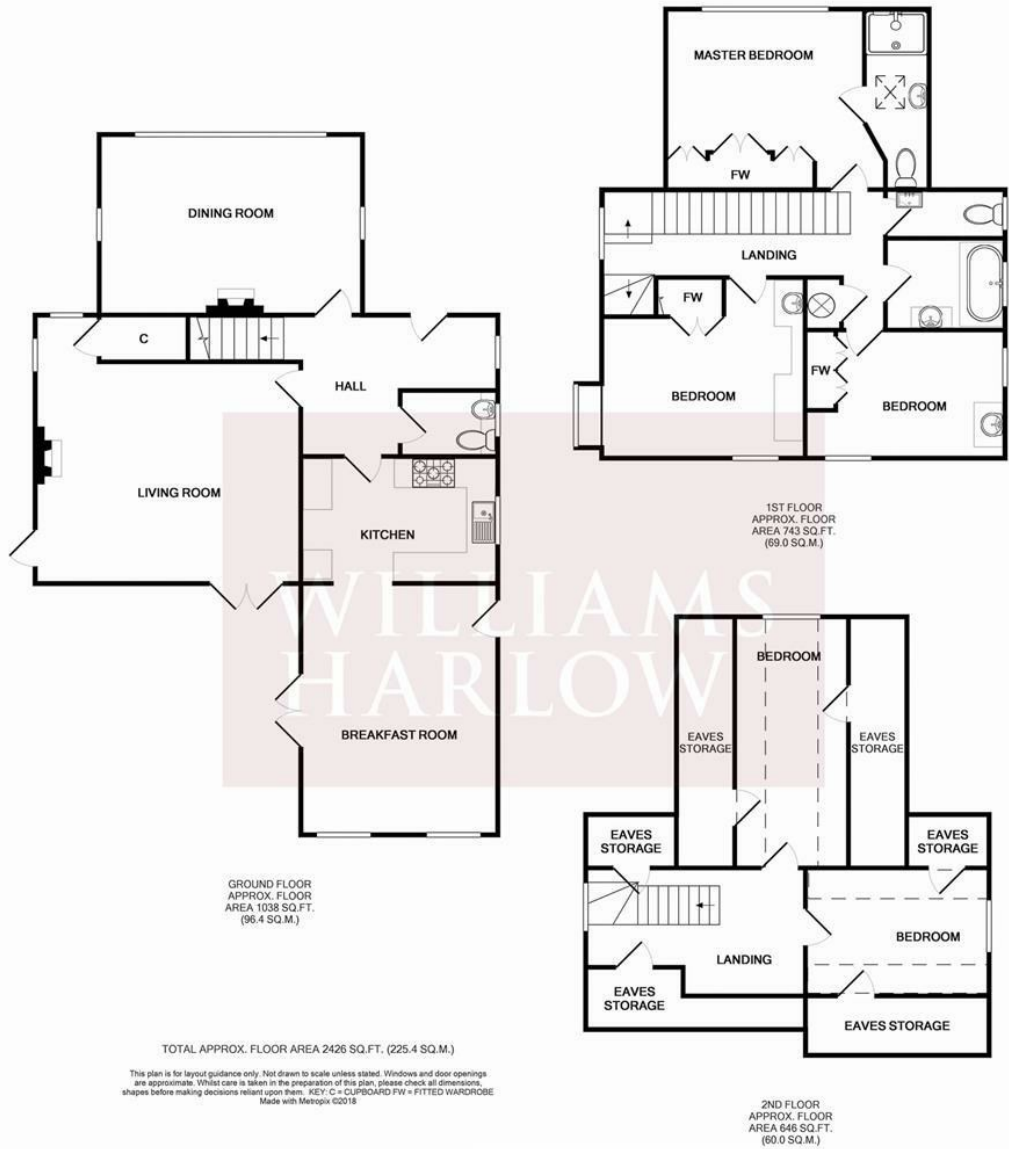 DINING ROOM
C
HALL
LIVING ROOM
KITCHEN
BREAKFAST ROOM
GROUND FLOOR
APPROX. FLOOR
AREA 1038 SQ.FT.
(96.4 SQ.M.)
MASTER BEDROOM
FW
LANDING
FW
BEDROOM
FW
BEDROOM
1ST FLOOR
APPROX. FLOOR
AREA 743 SQ.FT.
(69.0 SQ.M.)
WILLIAMS
HARLOW
BEDROOM
EAVES
STORAGE
EAVES
STORAGE
EAVES
STORAGE
EAVES
STORAGE
BEDROOM
LANDING
EAVES
STORAGE
EAVES STORAGE
2ND FLOOR
APPROX. FLOOR
AREA 646 SQ.FT.
(60.0 SQ.M.)
TOTAL APPROX. FLOOR AREA 2426 SQ.FT. (225.4 SQ.M.)
This plan is for layout guidance only. Not drawn to scale unless stated. Windows and door openings
are approximate. Whilst care is taken in the preparation of this plan, please check all dimensions,
shapes before making decisions reliant upon them. KEY: C = CUPBOARD FW = FITTED WARDROBE
Made with Metropix ©2018